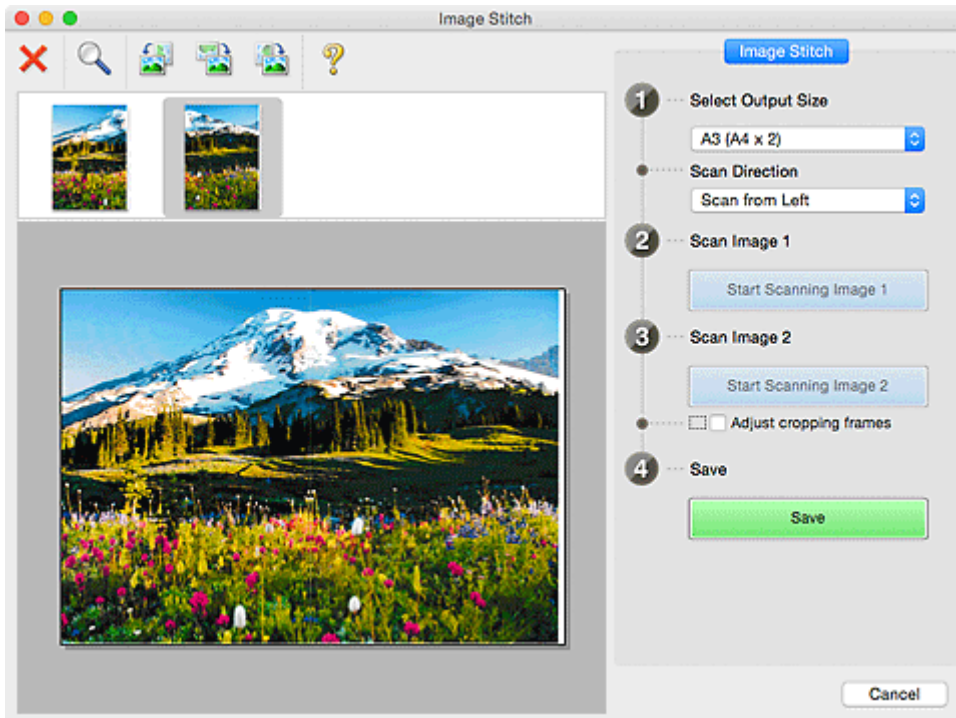 Image Stitch
Image Stitch
1 Select Output Size
A3 (A4 x 2)
Scan Direction
Scan from Left
2 Scan Image 1
Start Scanning Image 1
3 Scan Image 2
Start Scanning Image 2
Adjust cropping frames
4 Save
Save
Cancel